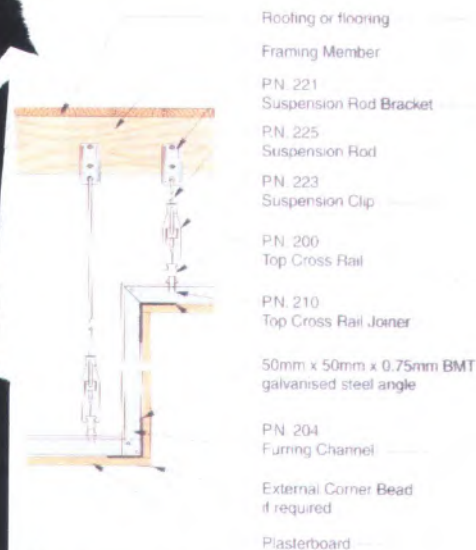 Roofing or flooring
Framing Member
P.N. 221
Suspension Rod Bracket
P.N. 225
Suspension Rod
P.N. 223
Suspension Clip
P.N. 200
Top Cross Rail
P.N. 210
Top Cross Rail Joiner
50mm x 50mm x 0.75mm BMT
galvanised steel angle
P.N. 204
Furring Channel
External Corner Bead
if required
Plasterboard